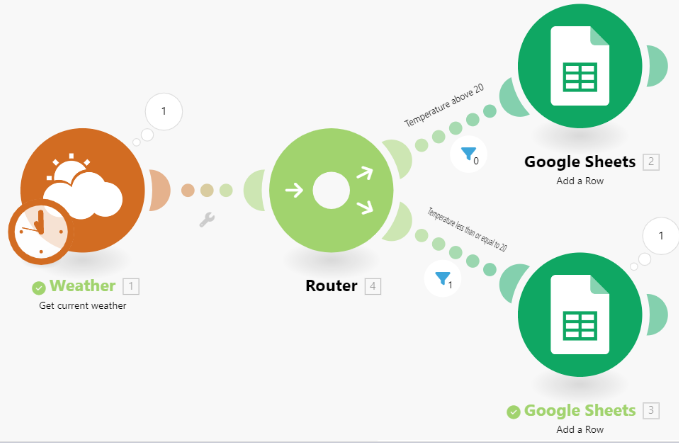 1
Temperature above 20
0
Google Sheets 2
Add a Row
Weather 1
Get current weather
Router 4
Temperature less than or equal to 20
1
1
Google Sheets 3
Add a Row